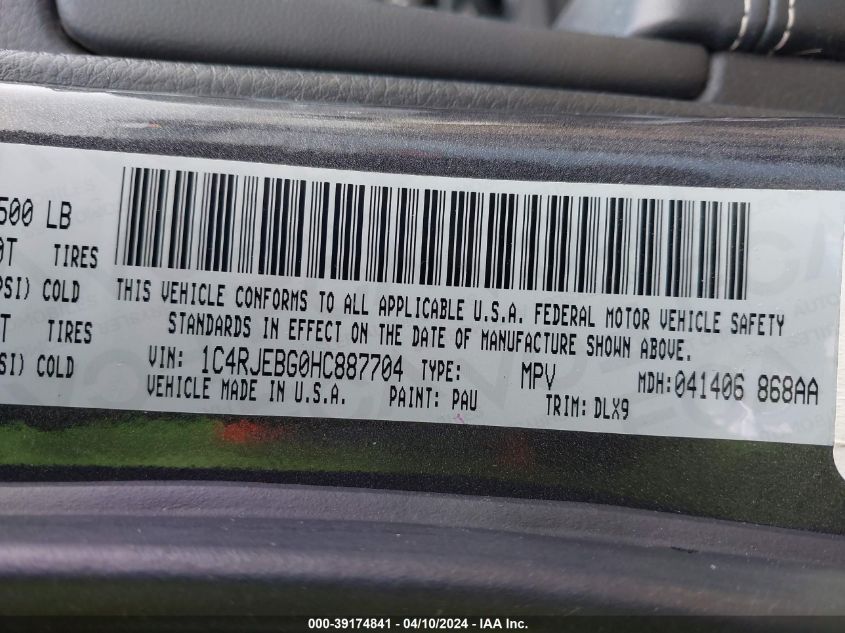 500 LB
TIRES
PSI) COLD
TIRES
SI) COLD
THIS VEHICLE CONFORMS TO ALL APPLICABLE U.S.A. FEDERAL MOTOR VEHICLE SAFETY
STANDARDS IN EFFECT ON THE DATE OF MANUFACTURE SHOWN ABOVE.
VIN: 1C4RJEBG0HC887704 TYPE: MPV MDH:041406 868AA
VEHICLE MADE IN U.S.A. PAINT: PAU TRIM: DLX9
000-39174841 - 04/10/2024 - IAA Inc.